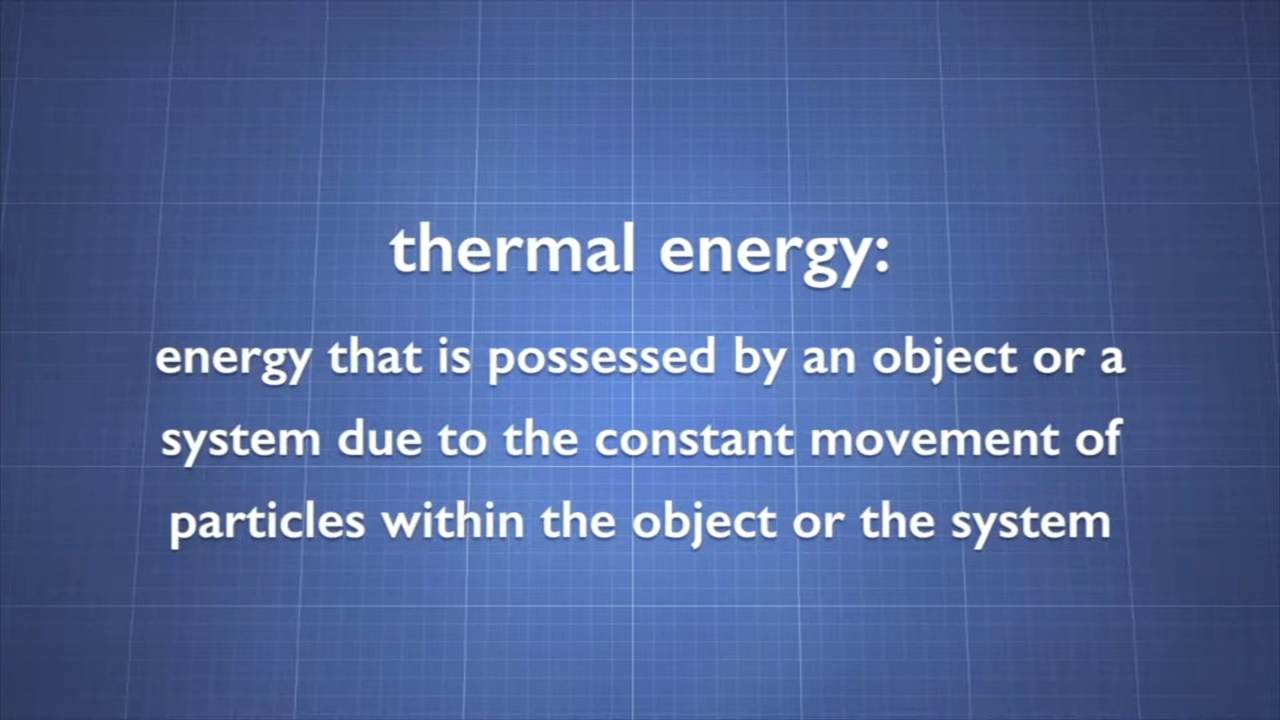 thermal energy:
energy that is possessed by an object or a
system due to the constant movement of
particles within the object or the system